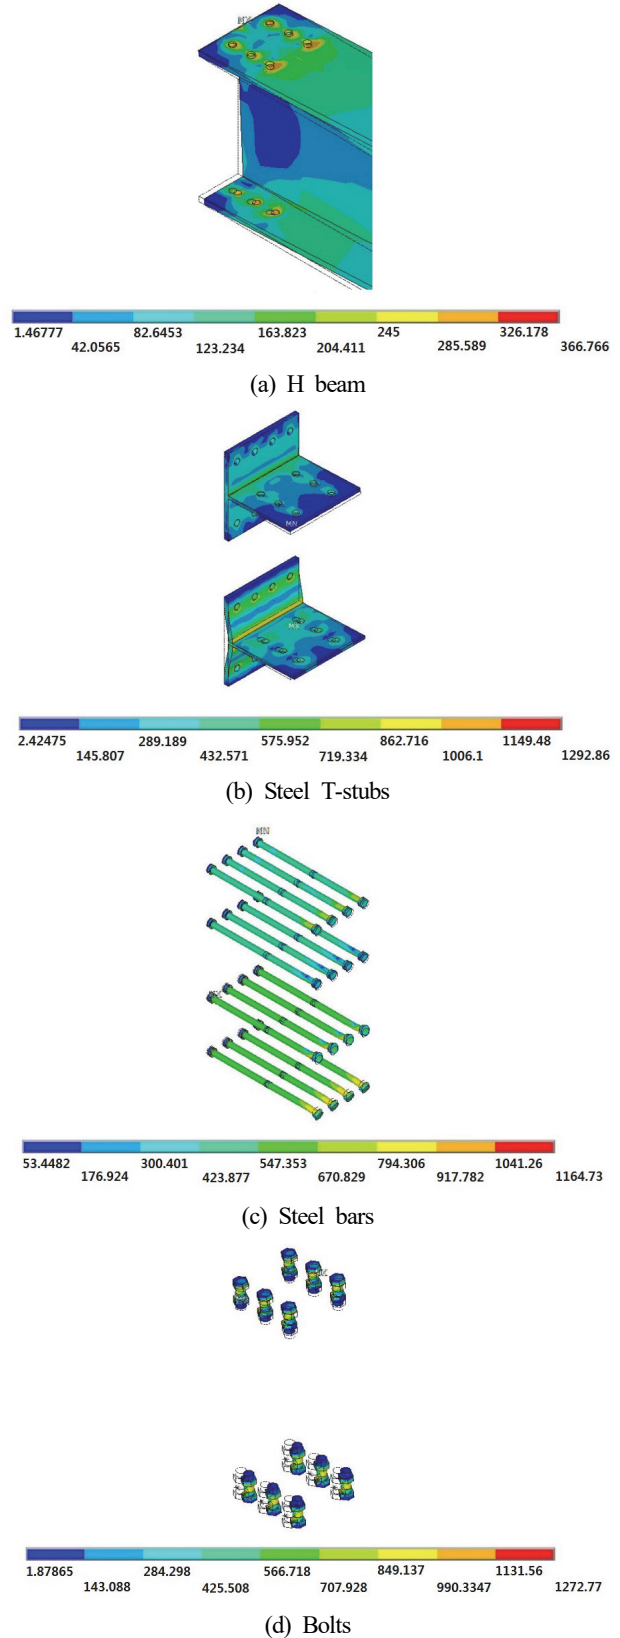 MX
1.46777 82.6453 163.823 245 326.178
42.0565 123.234 204.411 285.589 366.766
(a) H beam
MN
MX
2.42475 289.189 575.952 862.716 1149.48
145.807 432.571 719.334 1006.1 1292.86
(b) Steel T-stubs
MN
MX
53.4482 300.401 547.353 794.306 1041.26
176.924 423.877 670.829 917.782 1164.73
(c) Steel bars
1.87865 284.298 566.718 849.137 1131.56
143.088 425.508 707.928 990.3347 1272.77
(d) Bolts